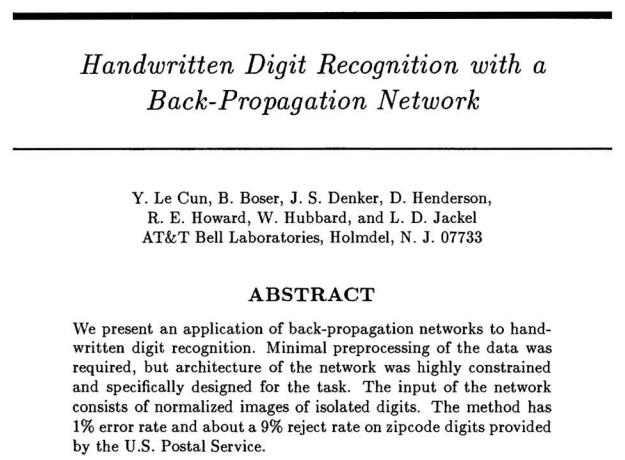 Handwritten Digit Recognition with a
Back-Propagation Network
Y. Le Cun, B. Boser, J. S. Denker, D. Henderson,
R. E. Howard, W. Hubbard, and L. D. Jackel
AT&T Bell Laboratories, Holmdel, N. J. 07733
ABSTRACT
We present an application of back-propagation networks to hand-
written digit recognition. Minimal preprocessing of the data was
required, but architecture of the network was highly constrained
and specifically designed for the task. The input of the network
consists of normalized images of isolated digits. The method has
1% error rate and about a 9% reject rate on zipcode digits provided
by the U.S. Postal Service.